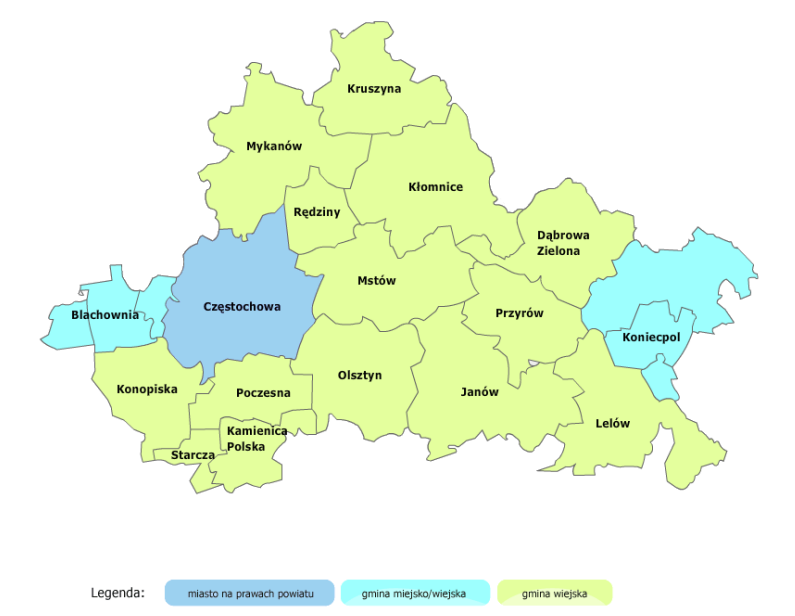 Kruszyna
Mykanów
Kłomnice
Rędziny
Dąbrowa
Zielona
Mstów
Częstochowa
Blachownia
Przyrów
Koniecpol
Konopiska
Poczesna
Olsztyn
Janów
Lelów
Kamienica
Polska
Starcza
Legenda:
miasto na prawach powiatu
gmina miejsko/wiejska
gmina wiejska